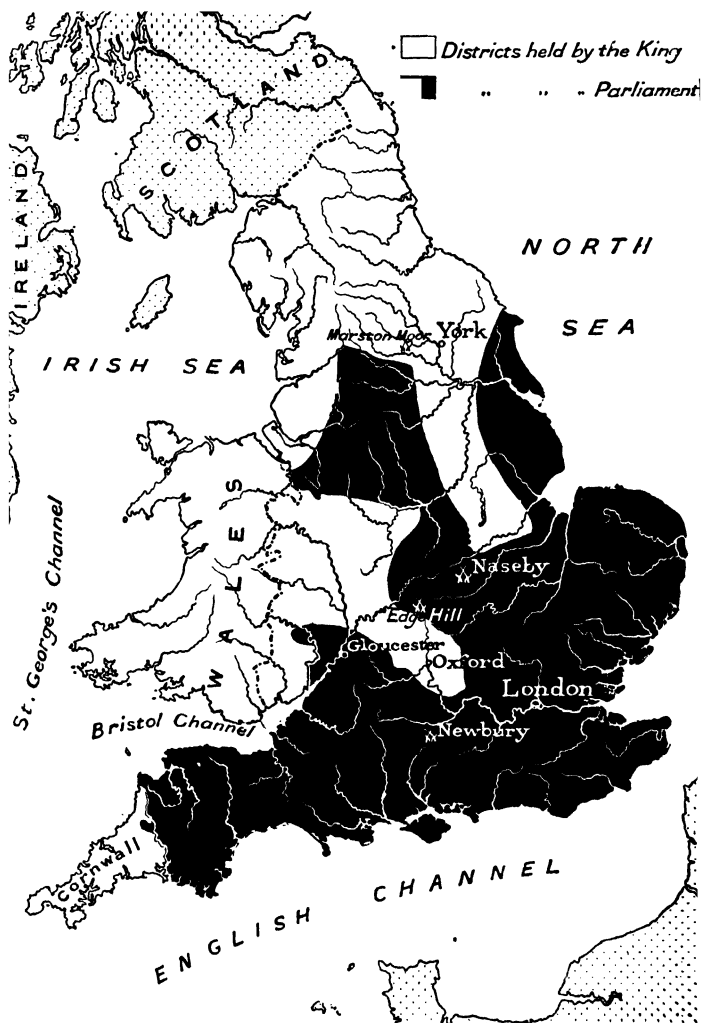 Districts held by the King
" " " Parliament
SCOTLAND
IRELAND
NORTH
SEA
Marston Moor
York
IRISH SEA
WALES
St. George's Channel
Naseby
Edge Hill
Gloucester
Oxford
London
Bristol Channel
Newbury
Cornwall
ENGLISH CHANNEL